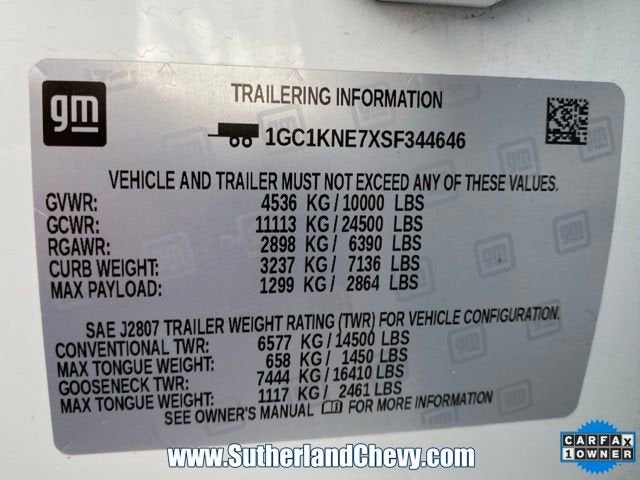 gm
TRAILERING INFORMATION
1GC1KNE7XSF344646
VEHICLE AND TRAILER MUST NOT EXCEED ANY OF THESE VALUES.
GVWR: 4536 KG/10000 LBS
GCWR: 11113 KG/24500 LBS
RGAWR: 2898 KG/ 6390 LBS
CURB WEIGHT: 3237 KG/ 7136 LBS
MAX PAYLOAD: 1299 KG/ 2864 LBS
SAE J2807 TRAILER WEIGHT RATING (TWR) FOR VEHICLE CONFIGURATION.
CONVENTIONAL TWR: 6577 KG/14500 LBS
MAX TONGUE WEIGHT: 658 KG/ 1450 LBS
GOOSENECK TWR: 7444 KG/16410 LBS
MAX TONGUE WEIGHT: 1117 KG/ 2461 LBS
SEE OWNER'S MANUAL FOR MORE INFORMATION
www.SutherlandChevy.com
CARFAX
1 OWNER